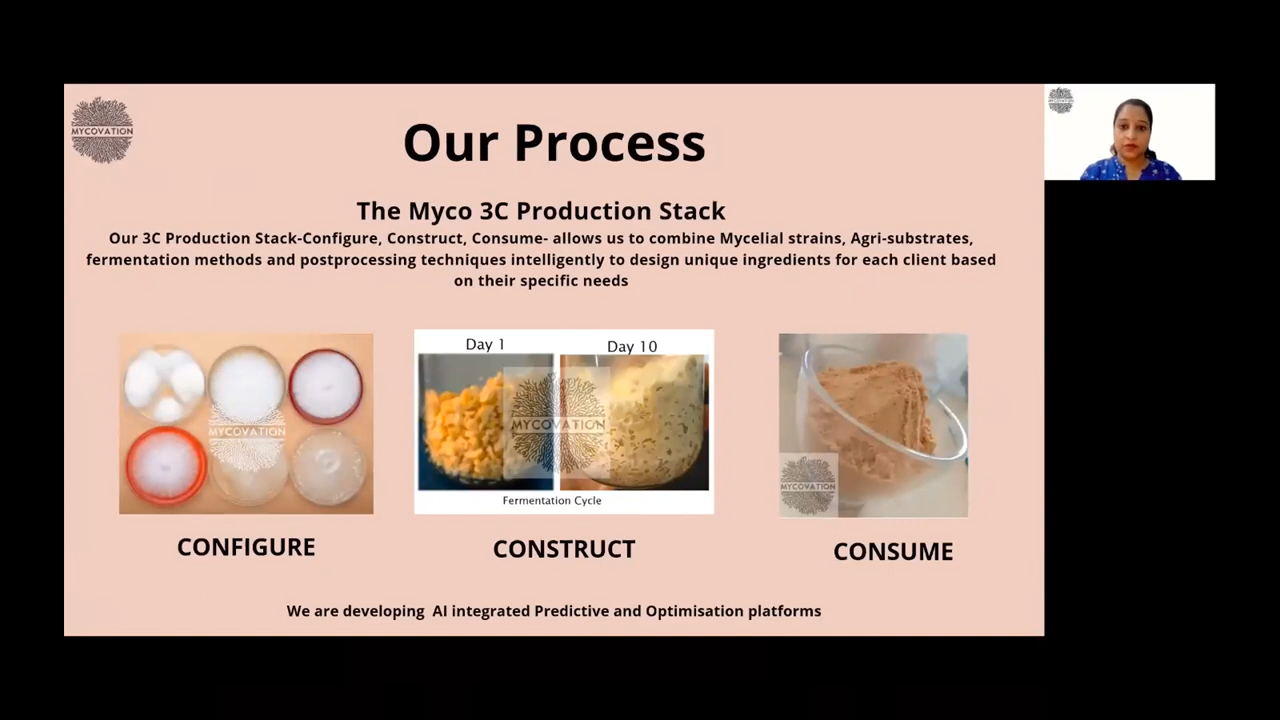 MYCOVATION
Our Process
The Myco 3C Production Stack
Our 3C Production Stack-Configure, Construct, Consume- allows us to combine Mycelial strains, Agri-substrates,
fermentation methods and postprocessing techniques intelligently to design unique ingredients for each client based
on their specific needs
MYCOVATION
Day 1
Day 10
MYCOVATION
Fermentation Cycle
MYCOVATION
CONFIGURE
CONSTRUCT
CONSUME
We are developing AI integrated Predictive and Optimisation platforms
MYCOVATION